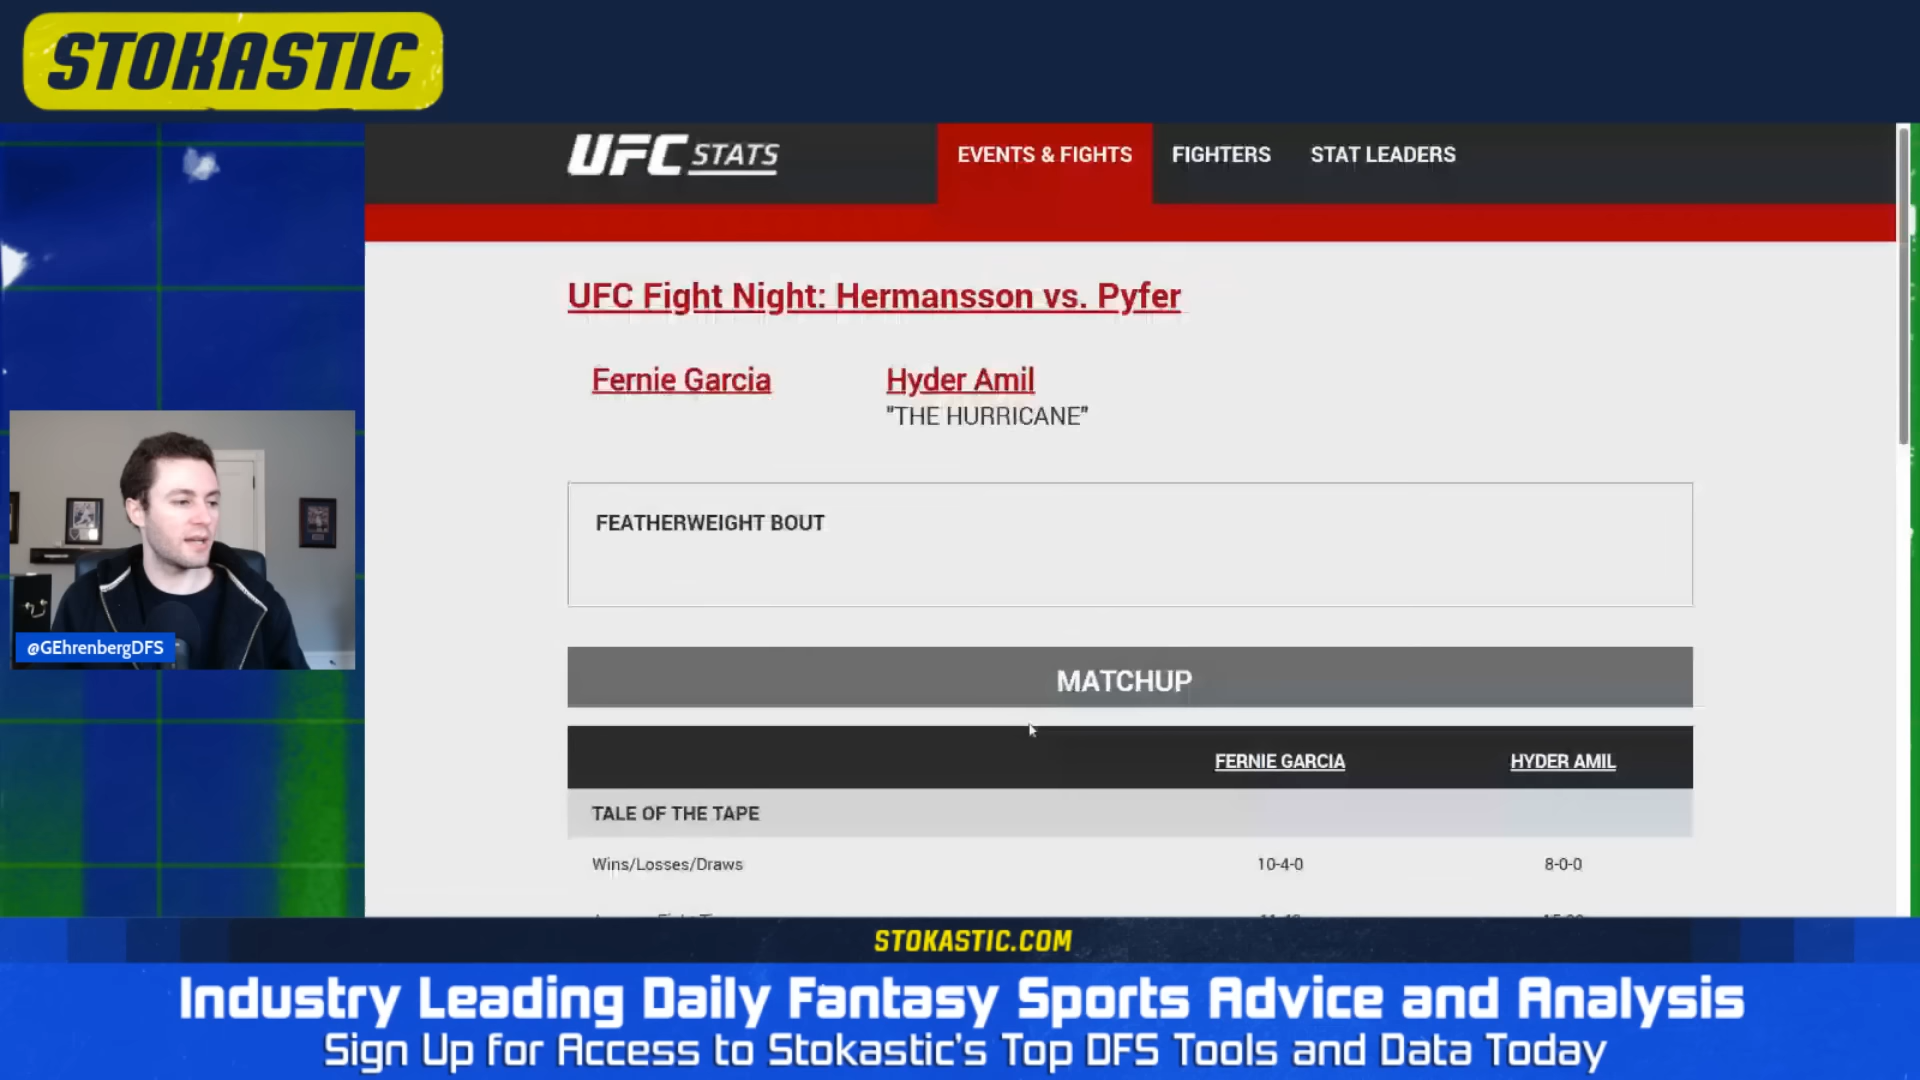 STOKASTIC
UFC STATS
EVENTS & FIGHTS
FIGHTERS
STAT LEADERS
UFC Fight Night: Hermansson vs. Pyfer
Fernie Garcia
Hyder Amil
"THE HURRICANE"
FEATHERWEIGHT BOUT
@GEhrenbergDFS
MATCHUP
FERNIE GARCIA HYDER AMIL
TALE OF THE TAPE
Wins/Losses/Draws 10-4-0 8-0-0
STOKASTIC.COM
Industry Leading Daily Fantasy Sports Advice and Analysis
Sign Up for Access to Stokastic's Top DFS Tools and Data Today